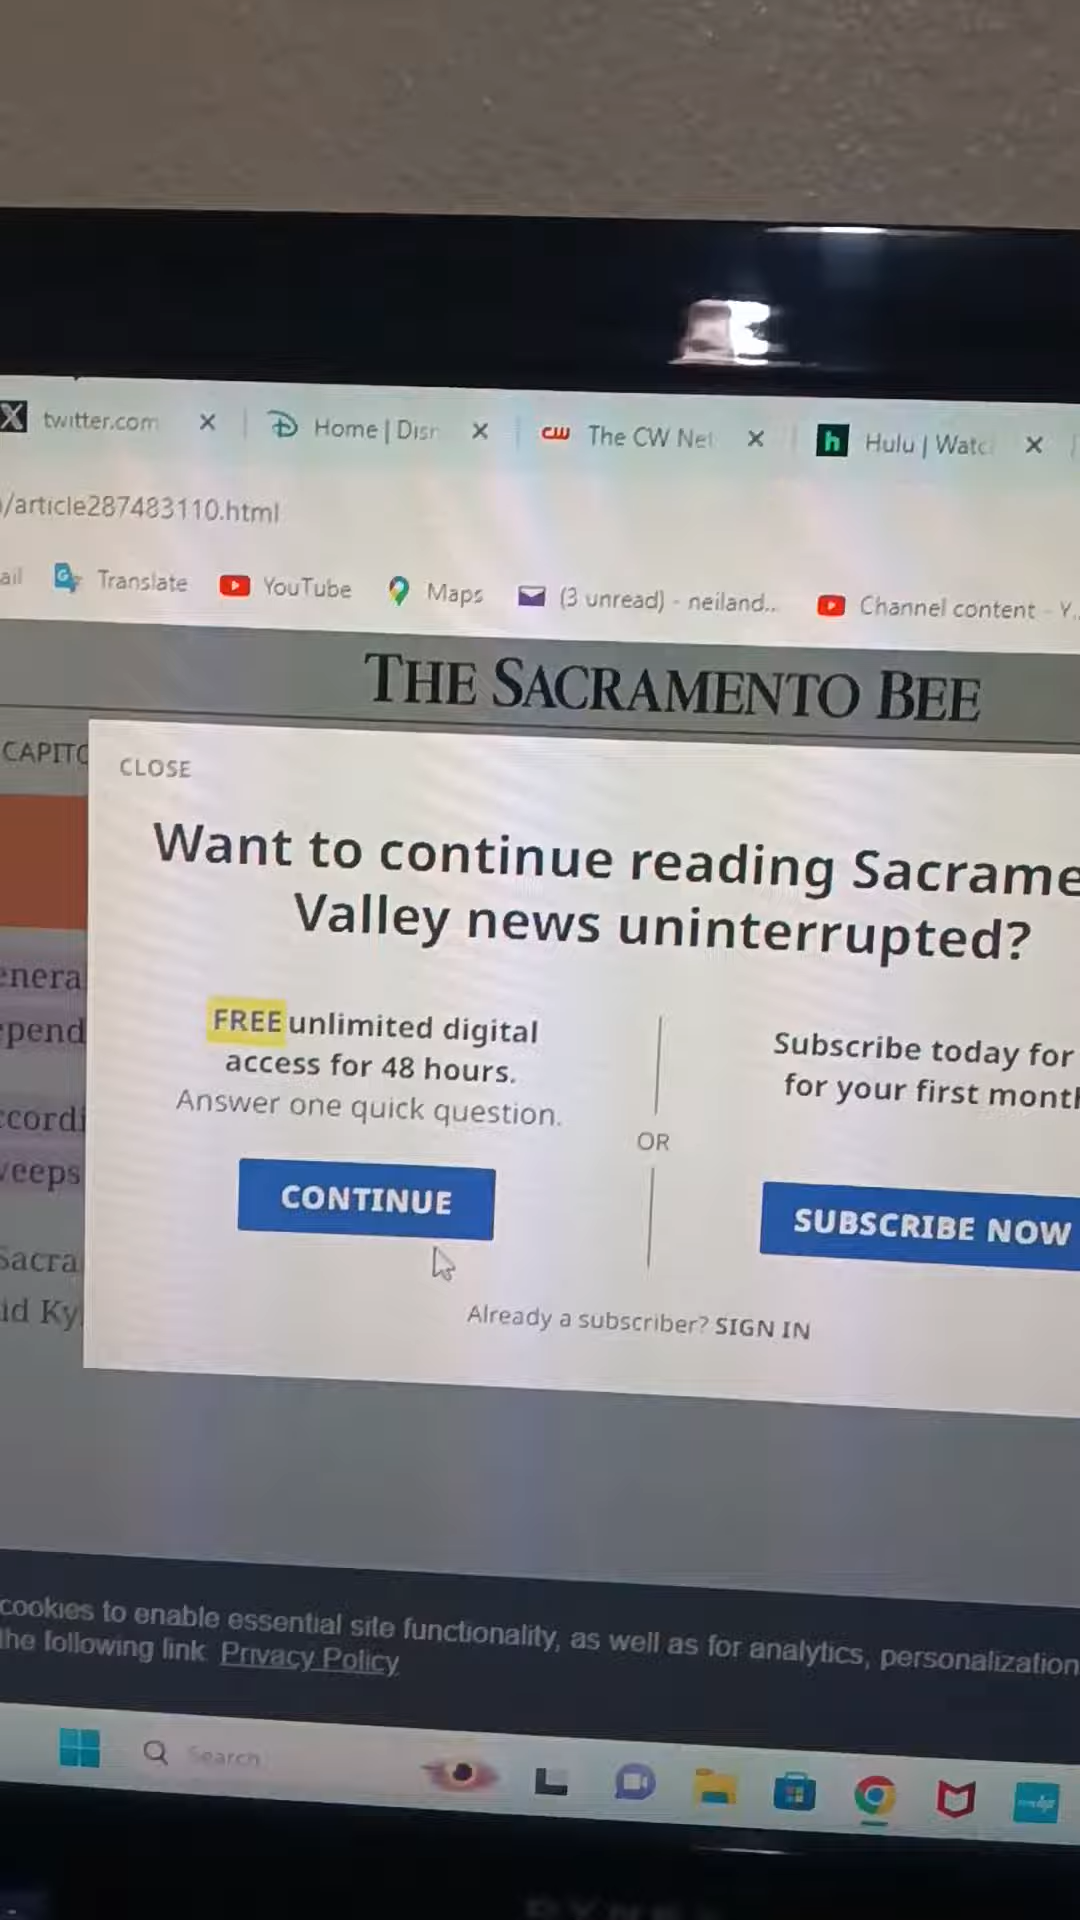 twitter.com
Home | Disn
CW The CW Net
h Hulu | Watc
/article287483110.html
ail Translate YouTube Maps (3 unread) - neiland... Channel content - Y...
THE SACRAMENTO BEE
CAPITO
CLOSE
Want to continue reading Sacrame
Valley news uninterrupted?
FREE unlimited digital
access for 48 hours.
Answer one quick question.
CONTINUE
OR
Subscribe today for
for your first month
SUBSCRIBE NOW
Already a subscriber? SIGN IN
enera
epend
ccordi
weeps
Sacra
id Ky
cookies to enable essential site functionality, as well as for analytics, personalization
the following link Privacy Policy
Search